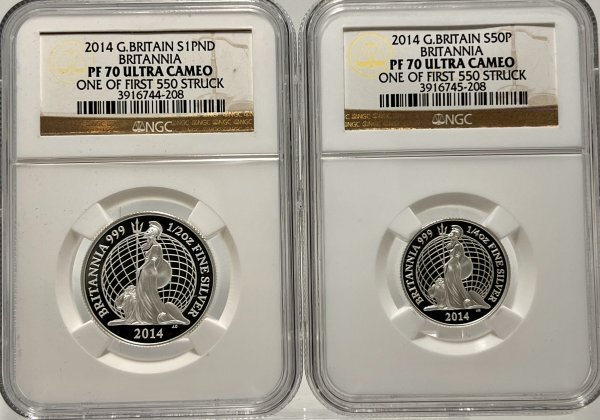 2014 G.BRITAIN S1PND
BRITANNIA
PF 70 ULTRA CAMEO
ONE OF FIRST 550 STRUCK
3916744-208
NGC
BRITANNIA 999 1/2oz FINE SILVER
2014
2014 G.BRITAIN S50P
BRITANNIA
PF 70 ULTRA CAMEO
ONE OF FIRST 550 STRUCK
3916745-208
NGC
BRITANNIA 999 1/4oz FINE SILVER
2014